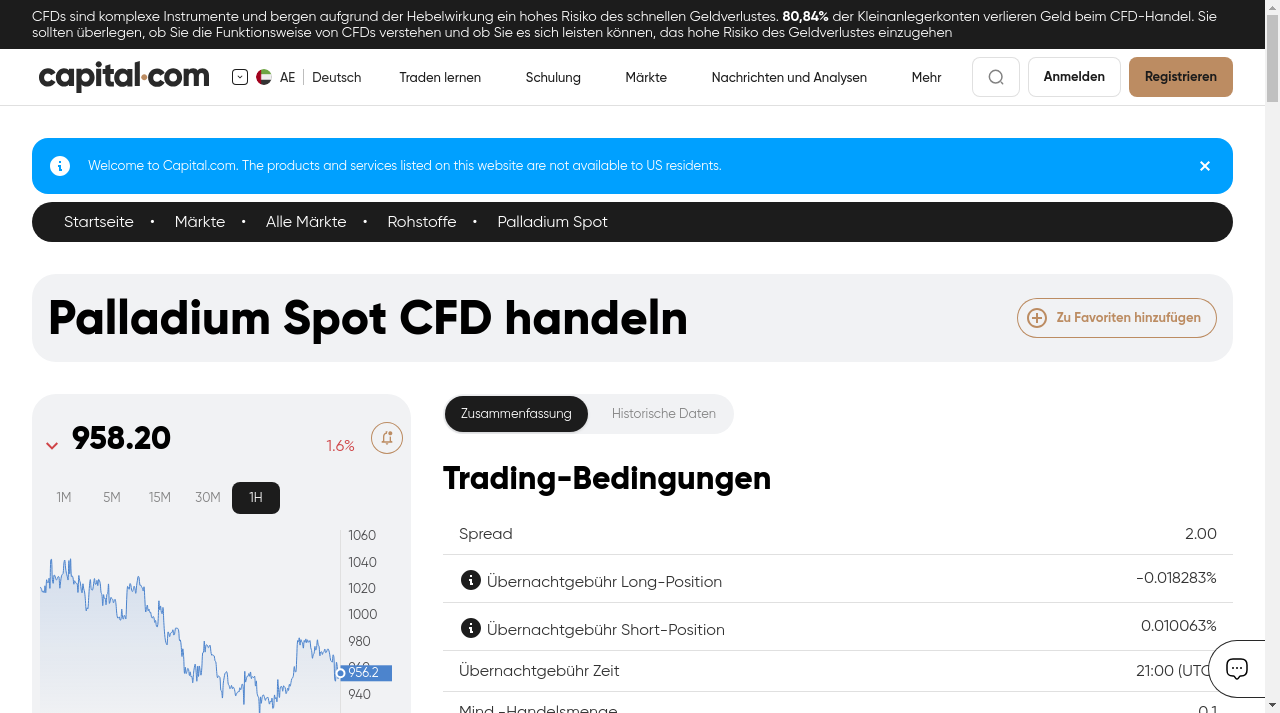 CFDs sind komplexe Instrumente und bergen aufgrund der Hebelwirkung ein hohes Risiko des schnellen Geldverlustes. 80,84% der Kleinanlegerkonten verlieren Geld beim CFD-Handel. Sie
sollten überlegen, ob Sie die Funktionsweise von CFDs verstehen und ob Sie es sich leisten können, das hohe Risiko des Geldverlustes einzugehen
capital.com AE Deutsch Traden lernen Schulung Märkte Nachrichten und Analysen Mehr Anmelden Registrieren
Welcome to Capital.com. The products and services listed on this website are not available to US residents.
Startseite • Märkte • Alle Märkte • Rohstoffe • Palladium Spot
Palladium Spot CFD handeln
Zu Favoriten hinzufügen
958.20
1.6%
1M 5M 15M 30M 1H
1060
1040
1020
1000
980
956.2
940
Zusammenfassung Historische Daten
Trading-Bedingungen
Spread 2.00
Übernachtgebühr Long-Position -0.018283%
Übernachtgebühr Short-Position 0.010063%
Übernachtgebühr Zeit 21:00 (UTC
Mind.-Handelsmenge 0.1